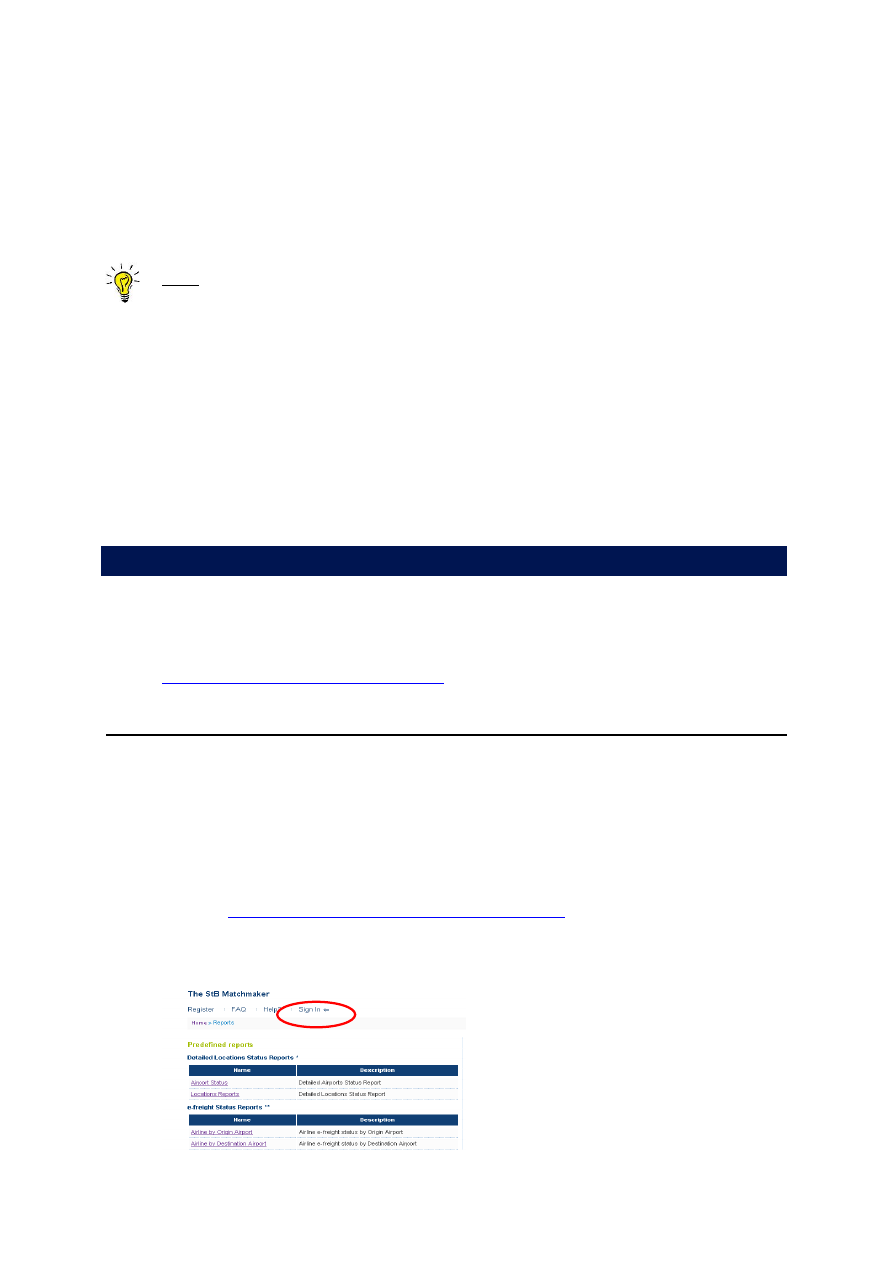 The StB Matchmaker
Register · FAQ · Help? · Sign In ⇐
Home > Reports
Predefined reports
Detailed Locations Status Reports *
Name Description
Airport Status Detailed Airports Status Report
Locations Reports Detailed Locations Status Report
e-freight Status Reports **
Name Description
Airline by Origin Airport Airline e-freight status by Origin Airport
Airline by Destination Airport Airline e-freight status by Destination Airport